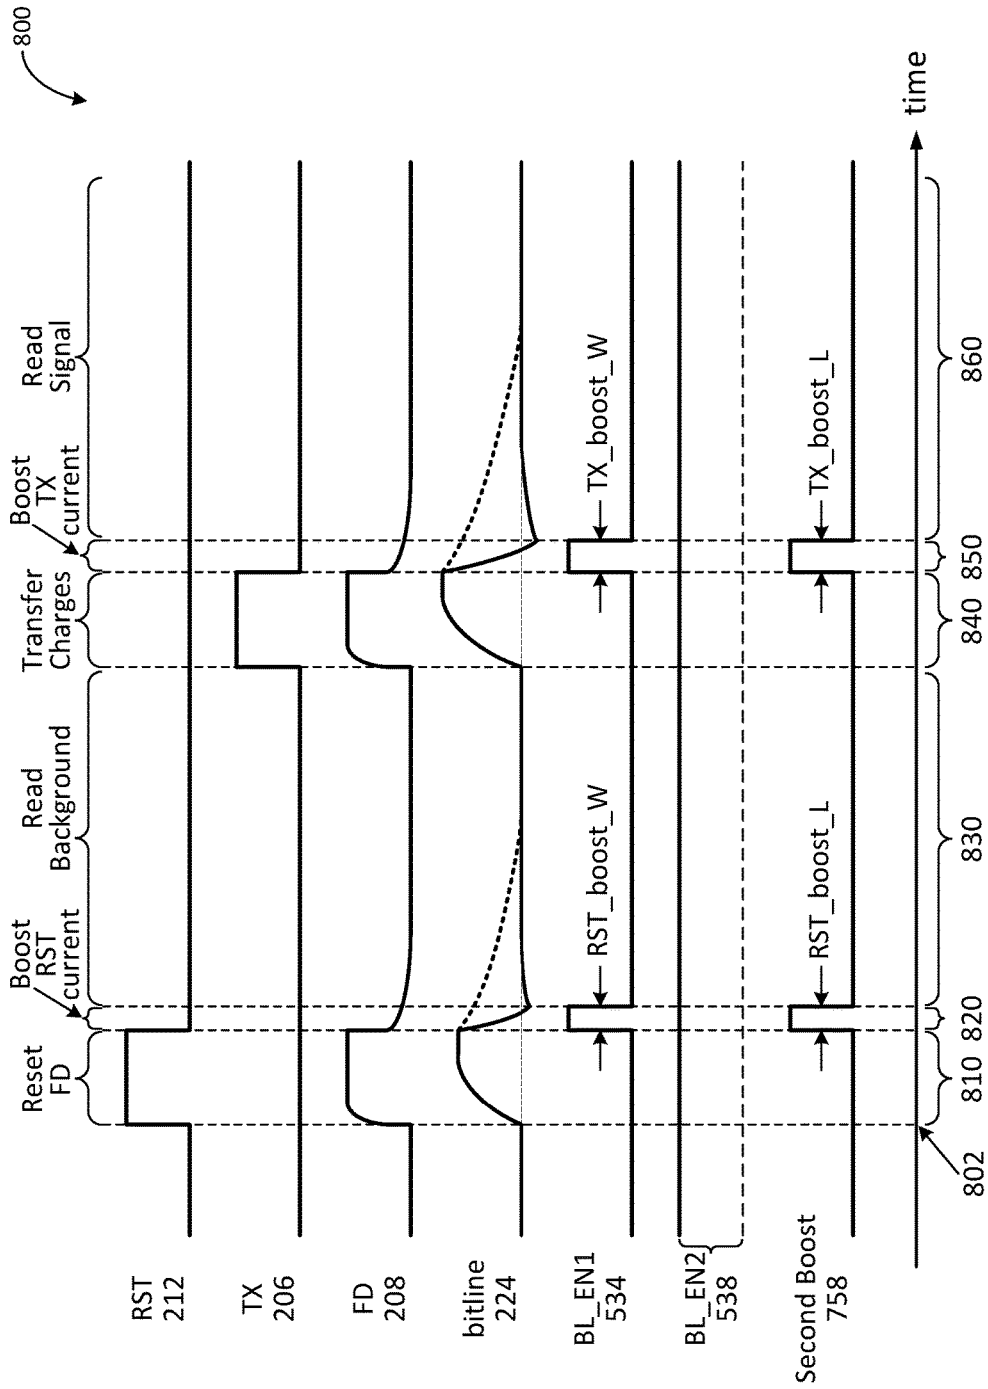 800
Reset
FD
Boost
RST
current
Read
Background
Transfer
Charges
Boost
TX
current
Read
Signal
RST
212
TX
206
FD
208
bitline
224
BL_EN1
534
RST_boost_W
TX_boost_W
BL_EN2
538
Second Boost
758
RST_boost_L
TX_boost_L
time
802
810
820
830
840
850
860